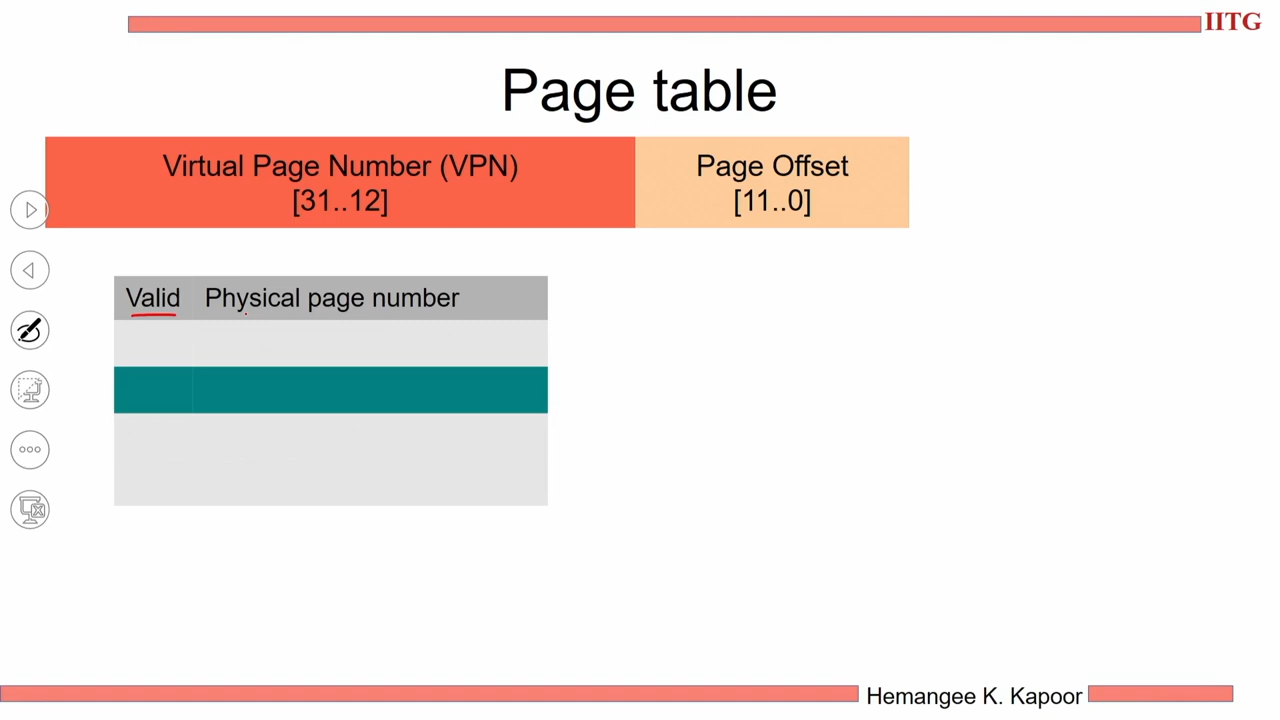 IITG
Page table
Virtual Page Number (VPN)
[31..12]
Page Offset
[11..0]
Valid
Physical page number
Hemangee K. Kapoor